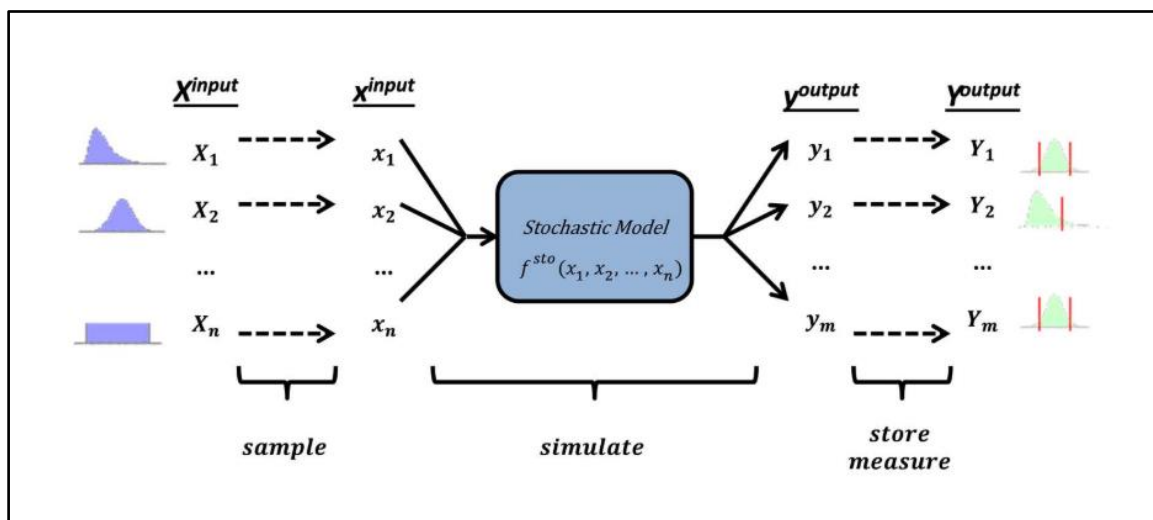 X^input x^input y^output Y^output
X_1 x_1 y_1 Y_1
X_2 x_2 y_2 Y_2
Stochastic Model
f^sto(x_1, x_2, ..., x_n)
... ... ... ...
X_n x_n y_m Y_m
sample simulate store
measure